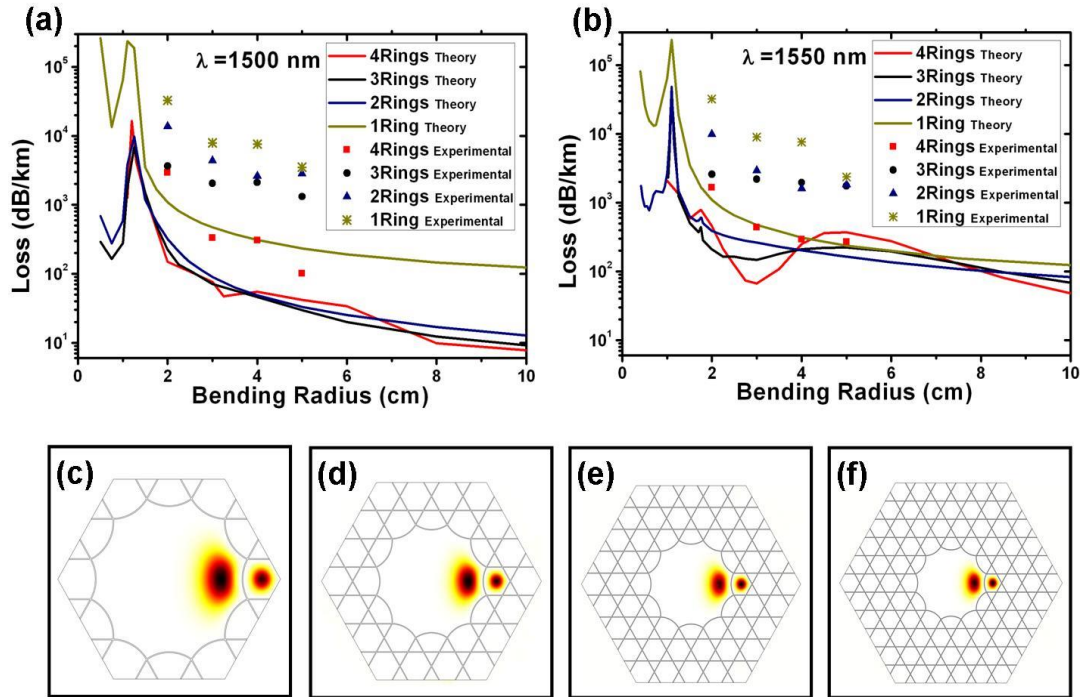 (a)
λ =1500 nm
4Rings Theory
3Rings Theory
2Rings Theory
1Ring Theory
4Rings Experimental
3Rings Experimental
2Rings Experimental
1Ring Experimental
Loss (dB/km)
10^5
10^4
10^3
10^2
10^1
0 2 4 6 8 10
Bending Radius (cm)
(b)
λ =1550 nm
4Rings Theory
3Rings Theory
2Rings Theory
1Ring Theory
4Rings Experimental
3Rings Experimental
2Rings Experimental
1Ring Experimental
Loss (dB/km)
10^5
10^4
10^3
10^2
10^1
0 2 4 6 8 10
Bending Radius (cm)
(c)
(d)
(e)
(f)